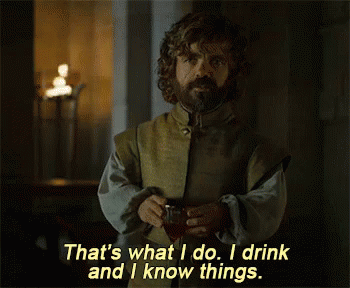 That's what I do. I drink
and I know things.